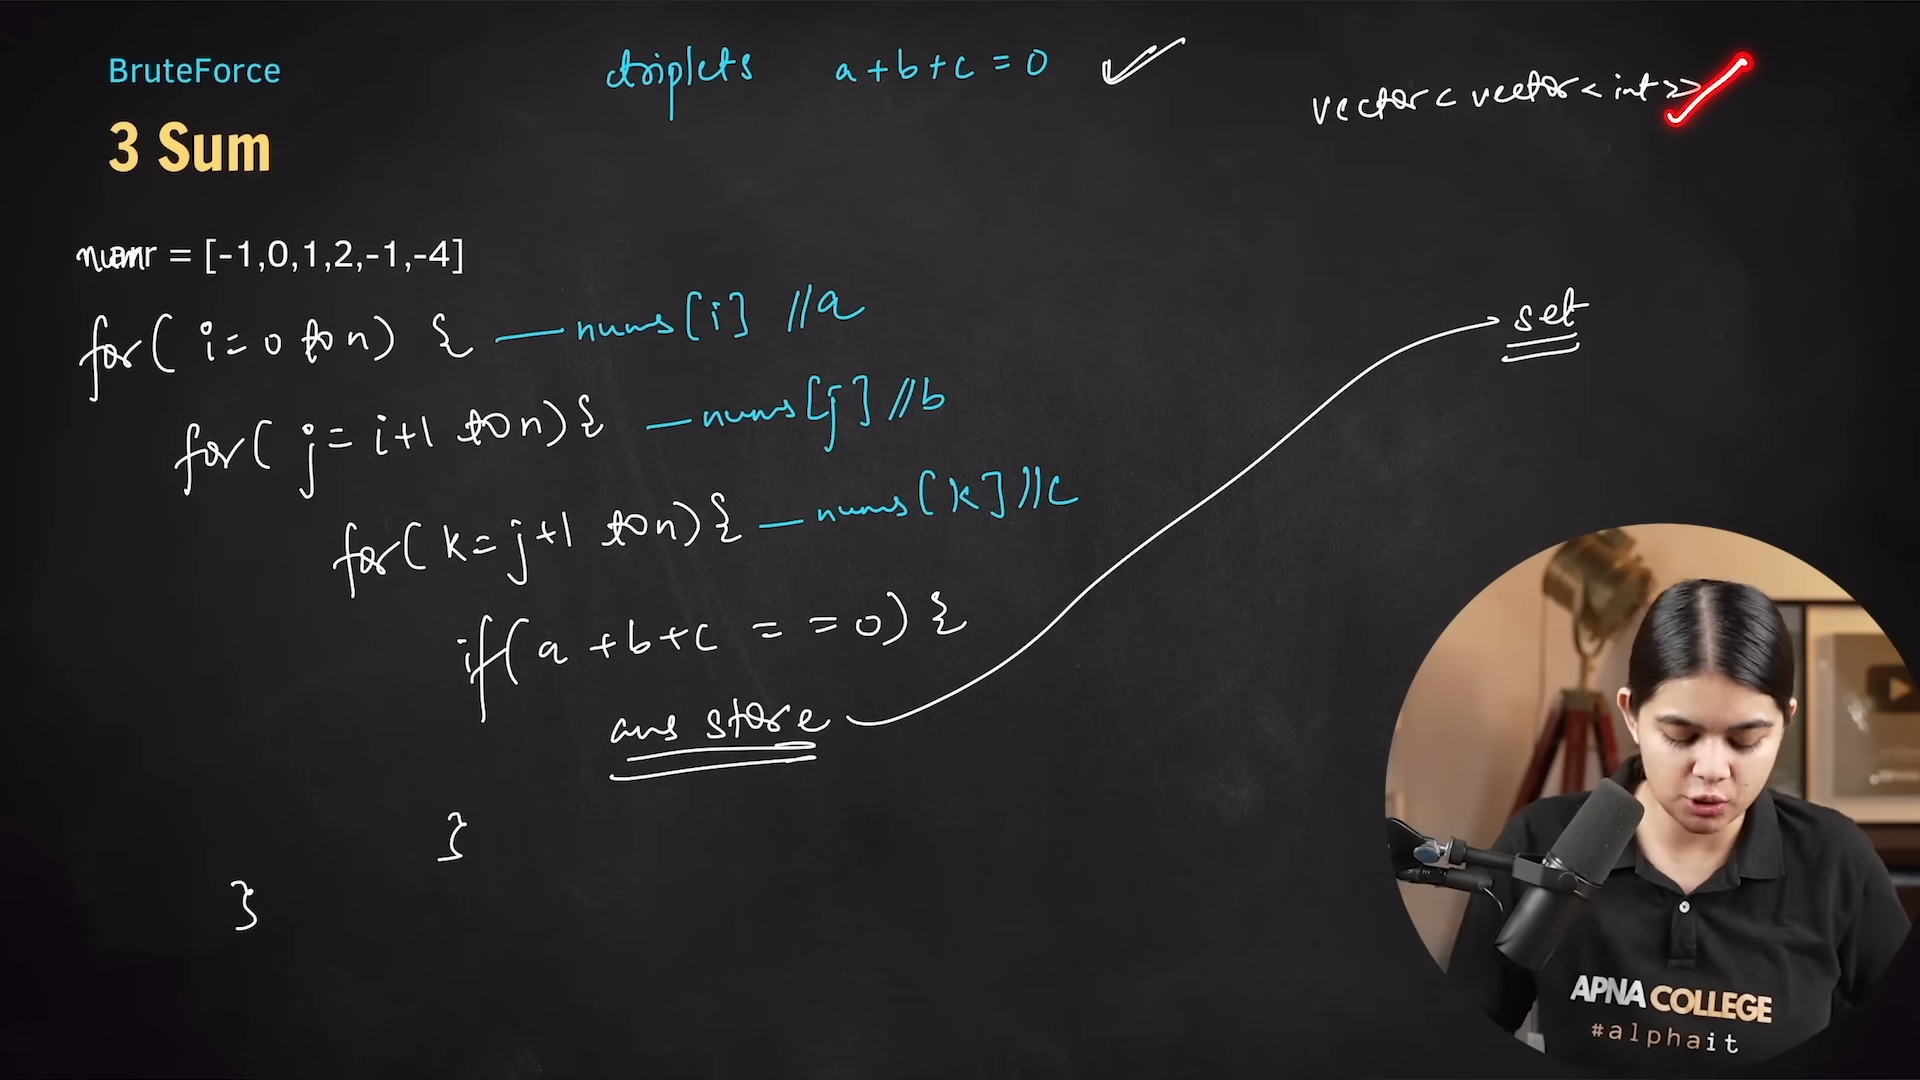 BruteForce
3 Sum
triplets a+b+c = 0
vector<vector<int>>
= [-1,0,1,2,-1,-4]
for( i=0 to n) { — nums[i] //a
for( j= i+1 to n){ — nums[j] //b
for( k=j+1 to n){ — nums[k] //c
if(a +b+c = = 0) {
ans store
set
}
}
APNA COLLEGE
#alphait